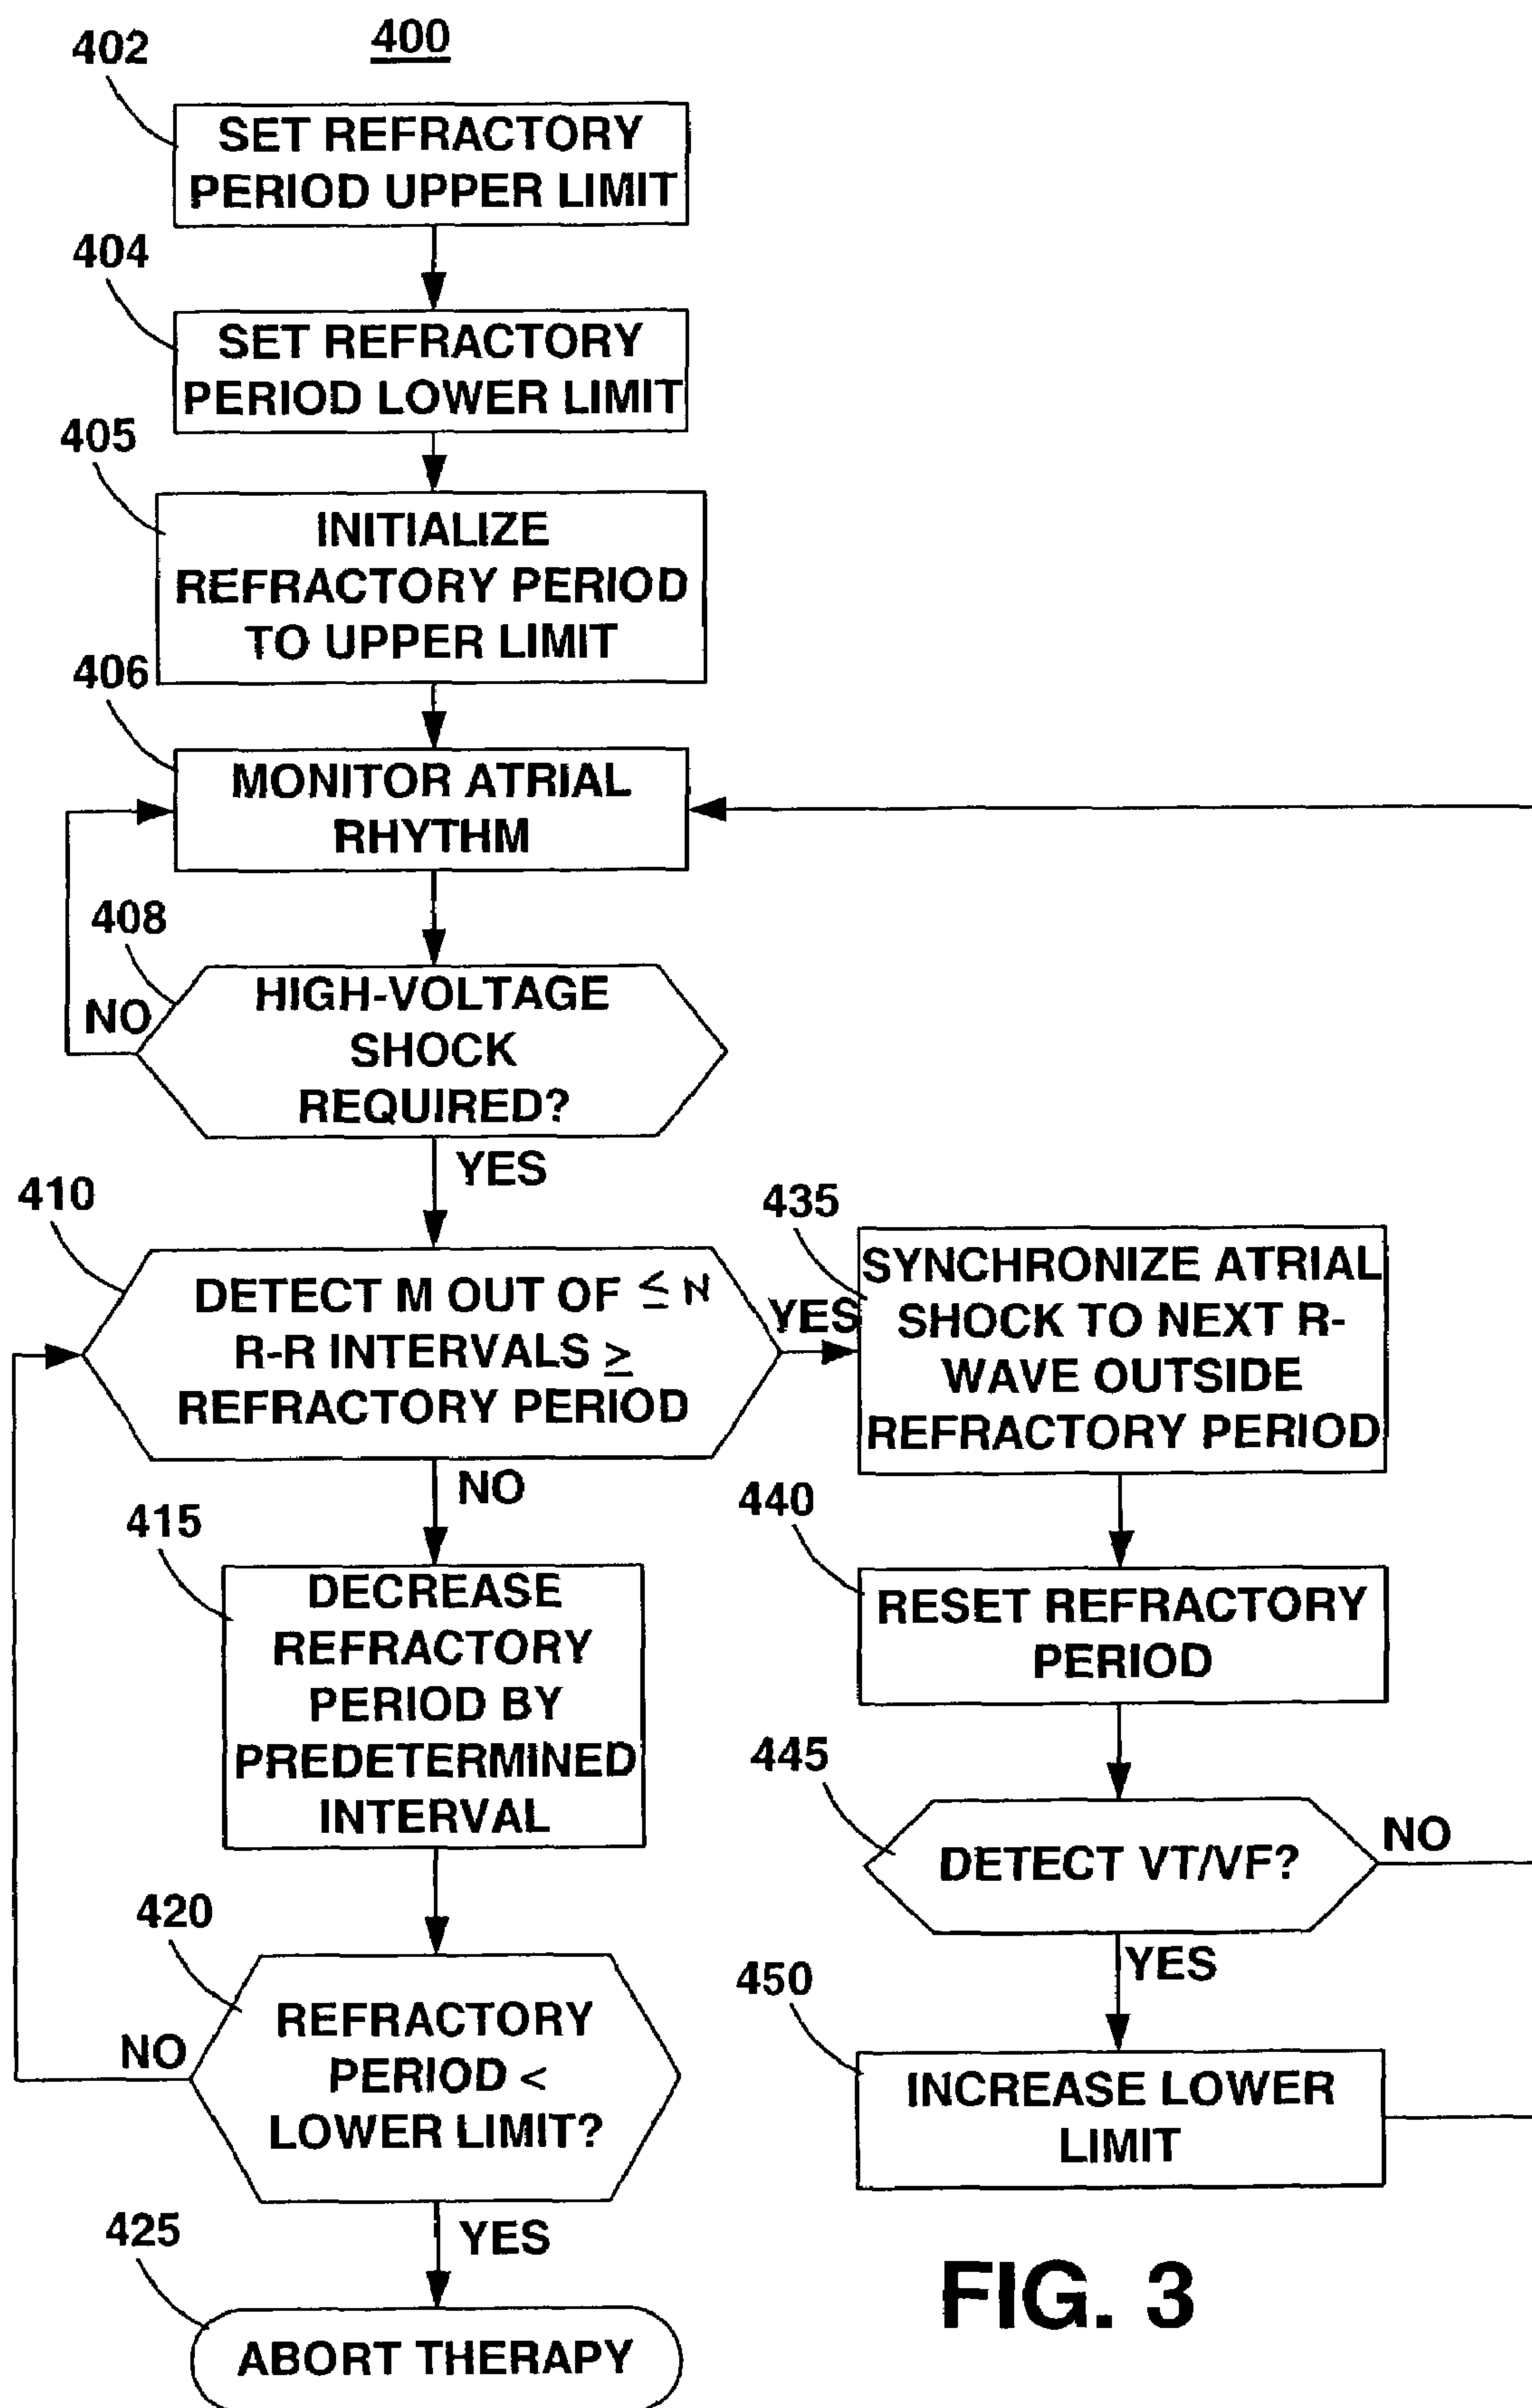 400
402
SET REFRACTORY
PERIOD UPPER LIMIT
404
SET REFRACTORY
PERIOD LOWER LIMIT
405
INITIALIZE
REFRACTORY PERIOD
TO UPPER LIMIT
406
MONITOR ATRIAL
RHYTHM
408
NO
HIGH-VOLTAGE
SHOCK
REQUIRED?
YES
410
DETECT M OUT OF ≤ N
R-R INTERVALS ≥
REFRACTORY PERIOD
YES
NO
415
DECREASE
REFRACTORY
PERIOD BY
PREDETERMINED
INTERVAL
420
NO
REFRACTORY
PERIOD <
LOWER LIMIT?
YES
425
ABORT THERAPY
435
SYNCHRONIZE ATRIAL
SHOCK TO NEXT R-
WAVE OUTSIDE
REFRACTORY PERIOD
440
RESET REFRACTORY
PERIOD
445
DETECT VT/VF?
NO
YES
450
INCREASE LOWER
LIMIT
FIG. 3